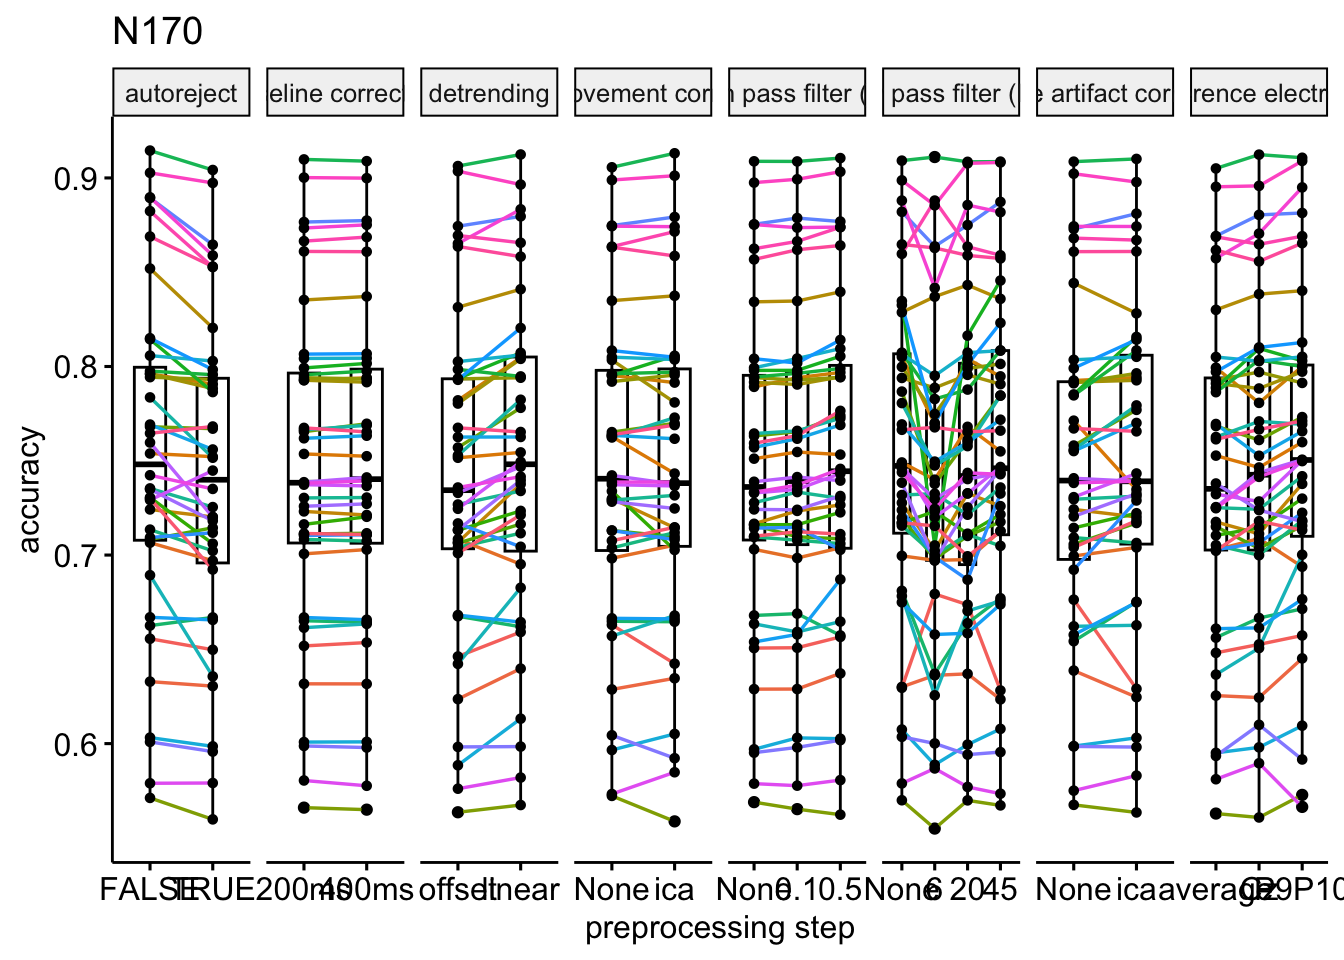 N170
autoreject
eline correc
detrending
ovement cor
pass filter (
pass filter (
artifact cor
rence electr
0.9
0.8
0.7
0.6
accuracy
FALSE TRUE 200ms 400ms offset linear None ica None 0.1 0.5 None 6 20 45 None ica average Cz P9P10
preprocessing step